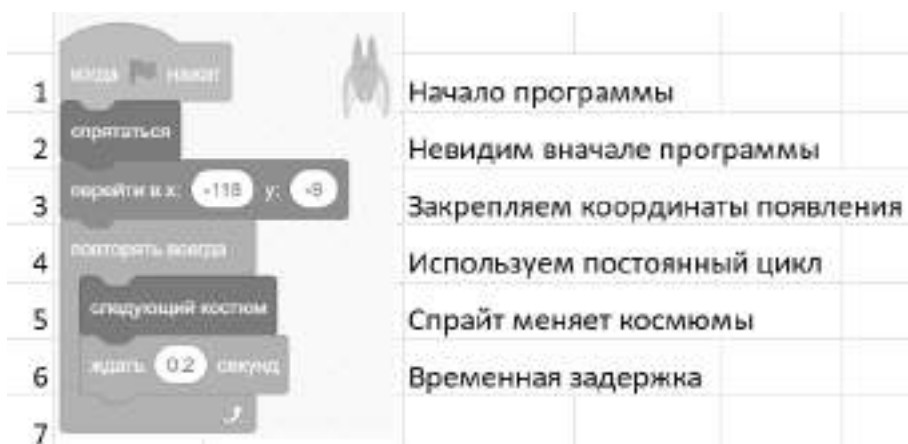 когда нажат
1 Начало программы
спрятаться
2 Невидим вначале программы
перейти в x: -118 y: -9
3 Закрепляем координаты появления
повторять всегда
4 Используем постоянный цикл
следующий костюм
5 Спрайт меняет космюмы
ждать 0.2 секунд
6 Временная задержка
7